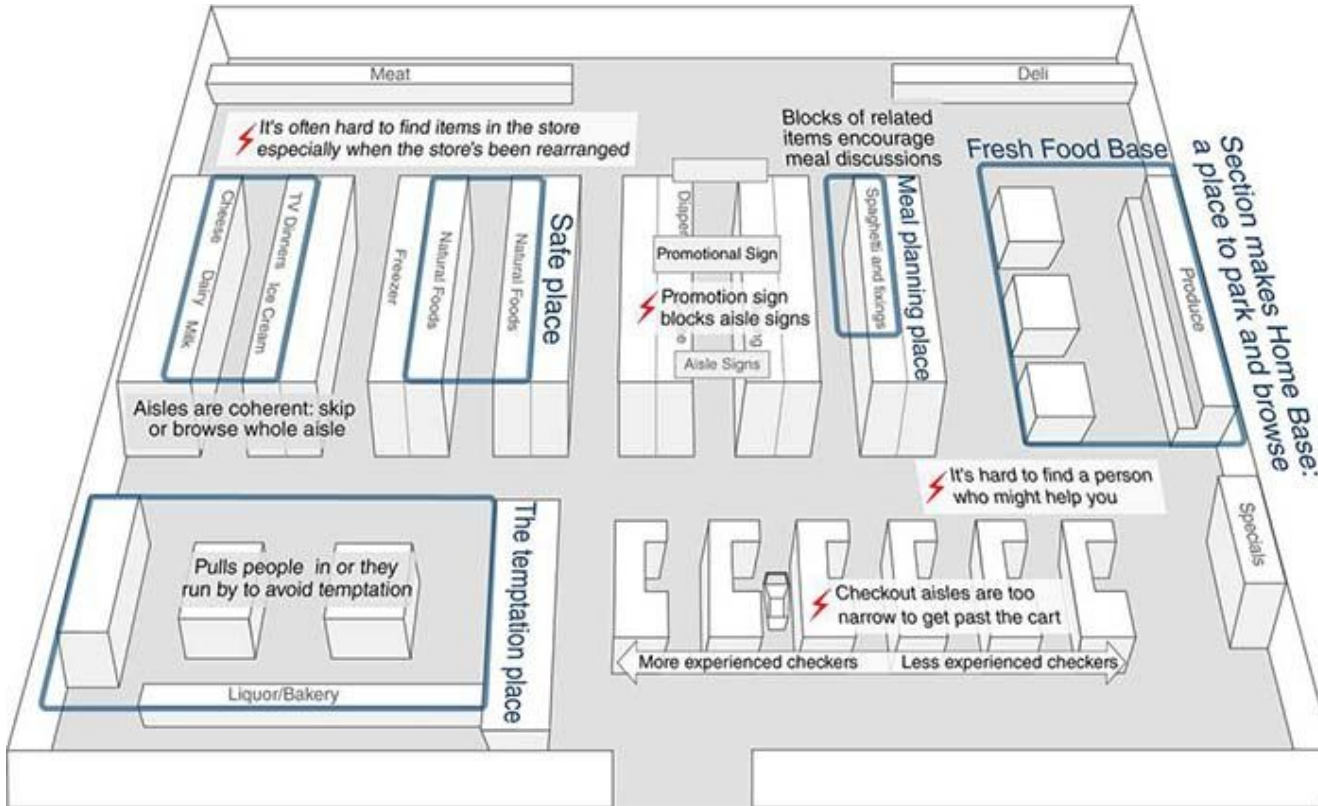 Meat
Deli
It's often hard to find items in the store
especially when the store's been rearranged
Blocks of related
items encourage
meal discussions
Fresh Food Base
Section makes Home Base:
a place to park and browse
Cheese Dairy Milk
TV Dinners Ice Cream
Freezer
Natural Foods
Natural Foods
Safe place
Promotional Sign
Promotion sign
blocks aisle signs
Aisle Signs
Spaghetti and fixings
Meal planning place
Produce
Aisles are coherent: skip
or browse whole aisle
It's hard to find a person
who might help you
Specials
Pulls people in or they
run by to avoid temptation
The temptation place
Liquor/Bakery
Checkout aisles are too
narrow to get past the cart
More experienced checkers
Less experienced checkers